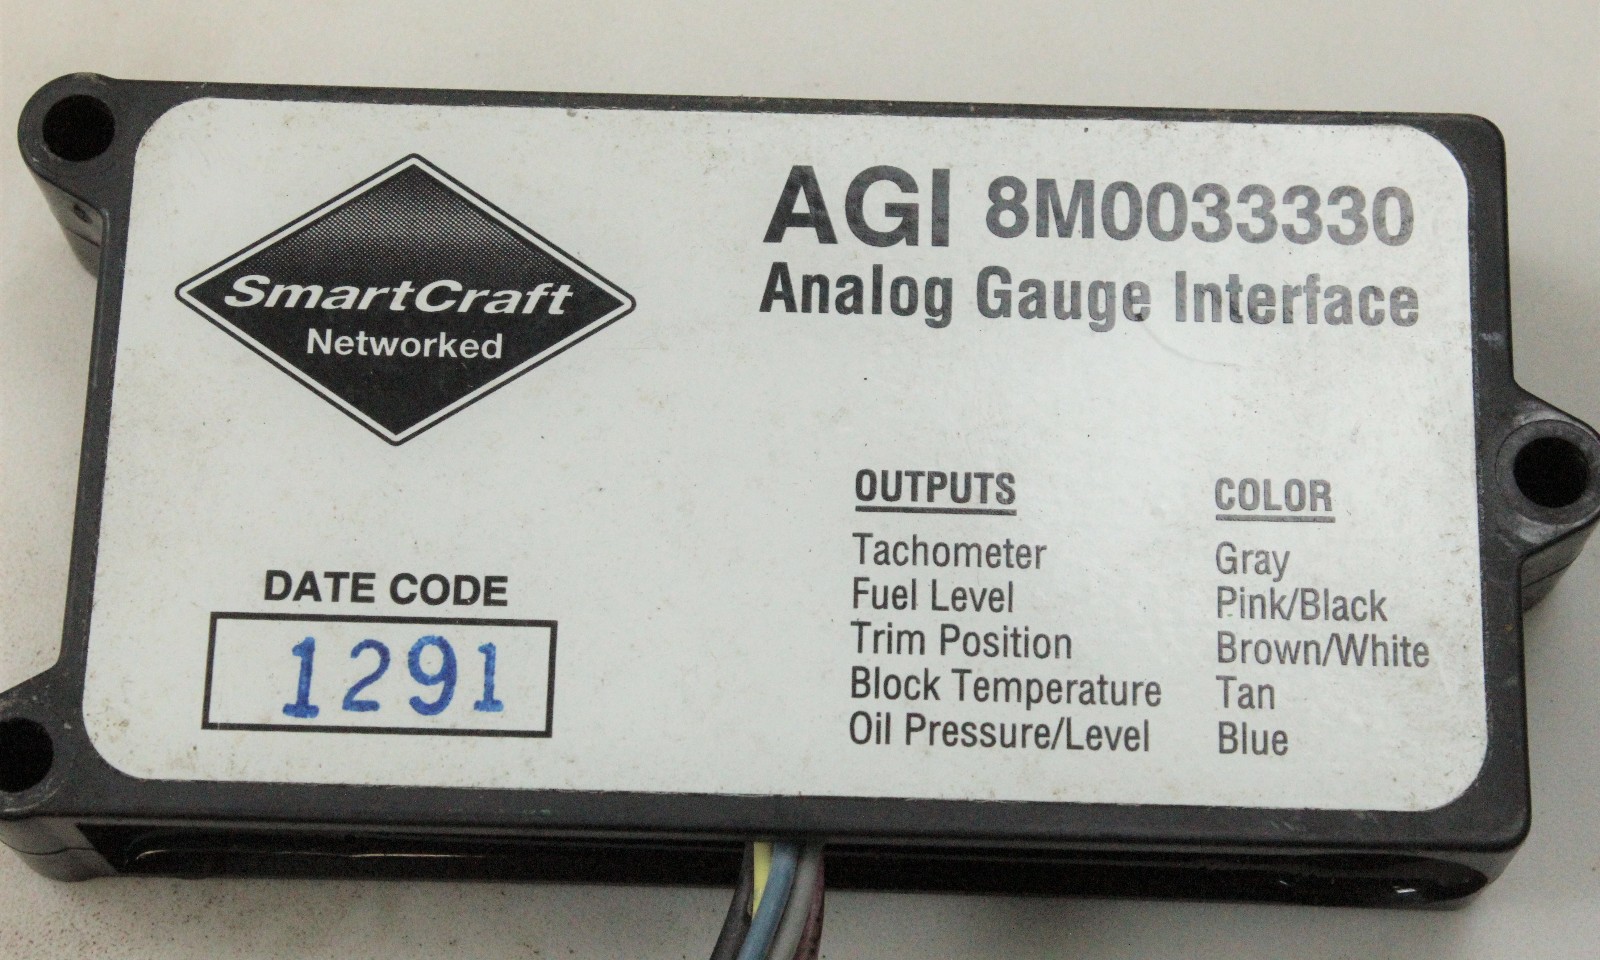 SmartCraft
Networked
AGI 8M0033330
Analog Gauge Interface
DATE CODE
1291
OUTPUTS COLOR
Tachometer Gray
Fuel Level Pink/Black
Trim Position Brown/White
Block Temperature Tan
Oil Pressure/Level Blue